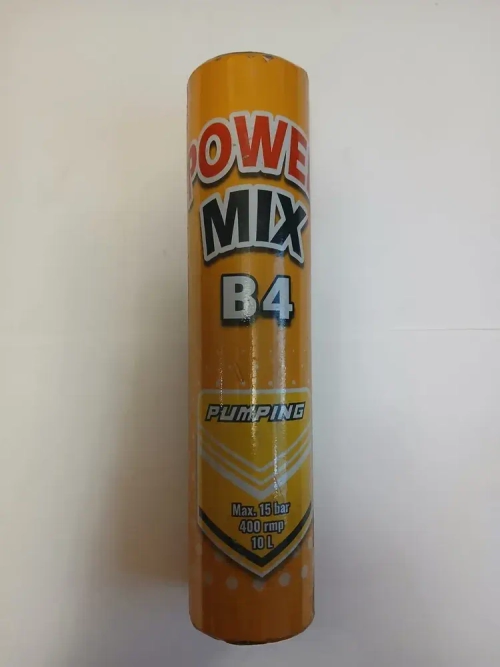 POWE
MIX
B4
PUMPING
Max. 15 bar
400 rmp
10 L